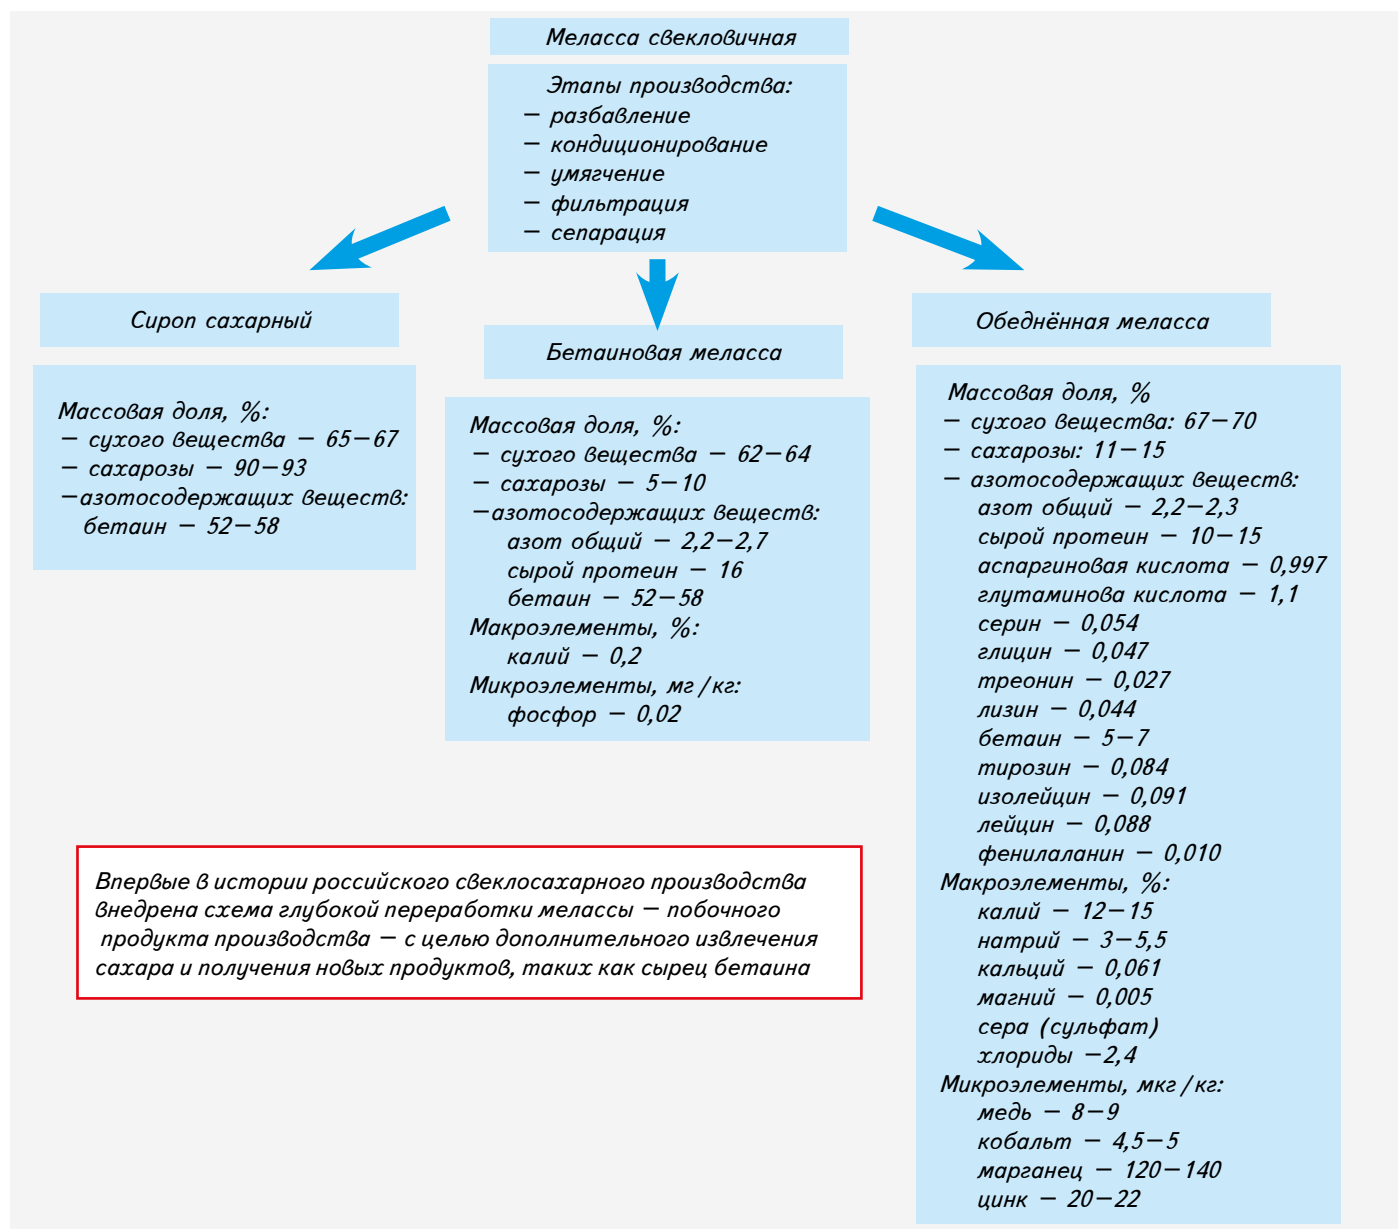 Меласса свекловичная
Этапы производства:
— разбавление
— кондиционирование
— умягчение
— фильтрация
— сепарация
Сироп сахарный
Массовая доля, %:
— сухого вещества — 65—67
— сахарозы — 90—93
—азотосодержащих веществ:
бетаин — 52—58
Бетаиновая меласса
Массовая доля, %:
— сухого вещества — 62—64
— сахарозы — 5—10
—азотосодержащих веществ:
азот общий — 2,2—2,7
сырой протеин — 16
бетаин — 52—58
Макроэлементы, %:
калий — 0,2
Микроэлементы, мг/кг:
фосфор — 0,02
Обеднённая меласса
Массовая доля, %
— сухого вещества: 67—70
— сахарозы: 11—15
— азотосодержащих веществ:
азот общий — 2,2—2,3
сырой протеин — 10—15
аспаргиновая кислота — 0,997
глутаминова кислота — 1,1
серин — 0,054
глицин — 0,047
треонин — 0,027
лизин — 0,044
бетаин — 5—7
тирозин — 0,084
изолейцин — 0,091
лейцин — 0,088
фенилаланин — 0,010
Макроэлементы, %:
калий — 12—15
натрий — 3—5,5
кальций — 0,061
магний — 0,005
сера (сульфат)
хлориды —2,4
Микроэлементы, мкг/кг:
медь — 8—9
кобальт — 4,5—5
марганец — 120—140
цинк — 20—22
Впервые в истории российского свеклосахарного производства
внедрена схема глубокой переработки мелассы — побочного
продукта производства — с целью дополнительного извлечения
сахара и получения новых продуктов, таких как сырец бетаина